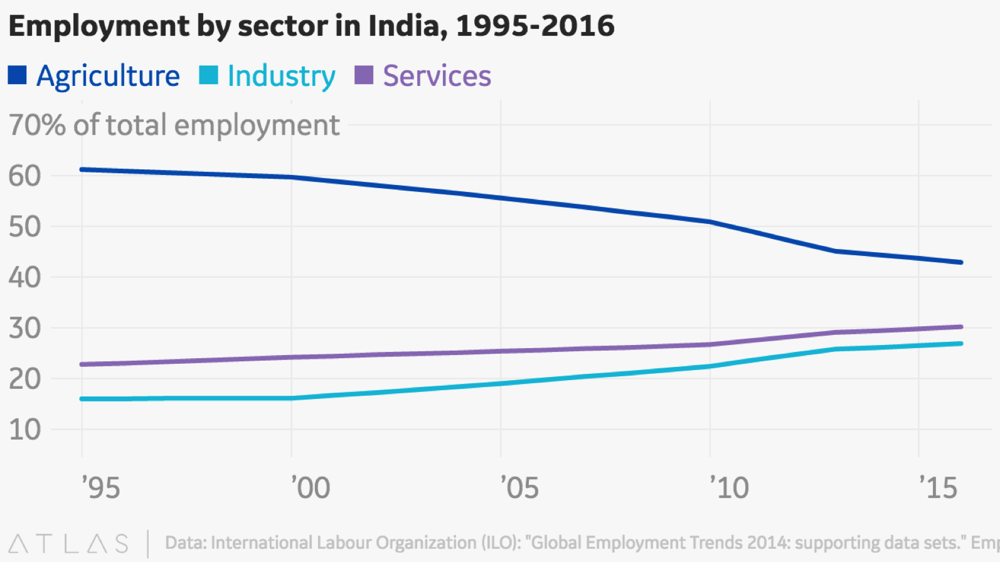 Employment by sector in India, 1995-2016
Agriculture Industry Services
70% of total employment
60
50
40
30
20
10
’95 ’00 ’05 ’10 ’15
ATLAS Data: International Labour Organization (ILO): "Global Employment Trends 2014: supporting data sets."